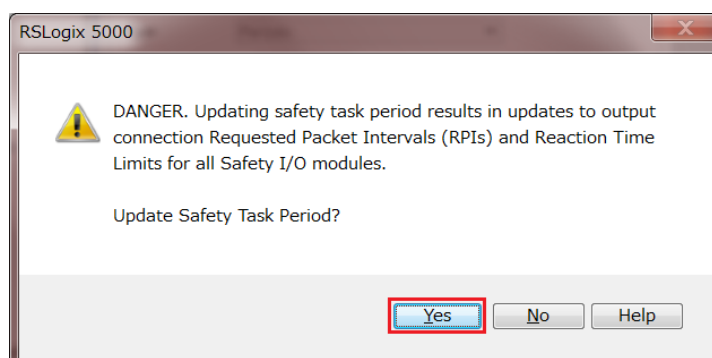 RSLogix 5000
DANGER. Updating safety task period results in updates to output
connection Requested Packet Intervals (RPIs) and Reaction Time
Limits for all Safety I/O modules.
Update Safety Task Period?
Yes No Help